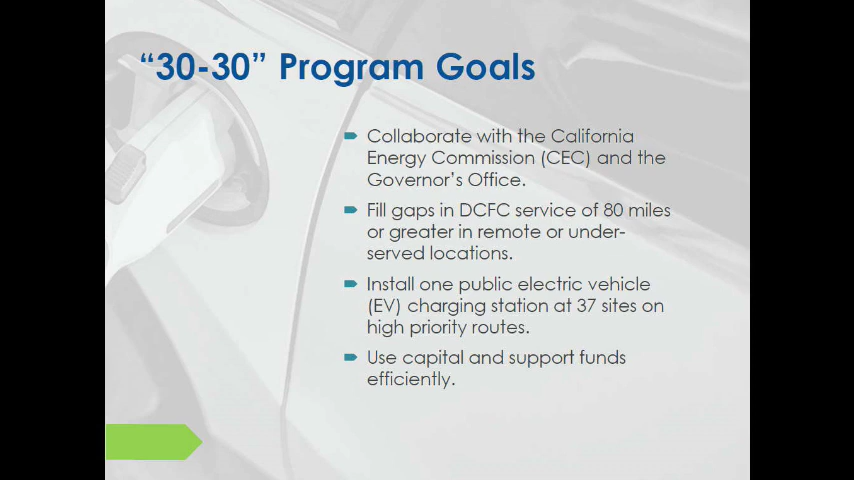 “30-30” Program Goals
Collaborate with the California
Energy Commission (CEC) and the
Governor’s Office.
Fill gaps in DCFC service of 80 miles
or greater in remote or under-
served locations.
Install one public electric vehicle
(EV) charging station at 37 sites on
high priority routes.
Use capital and support funds
efficiently.